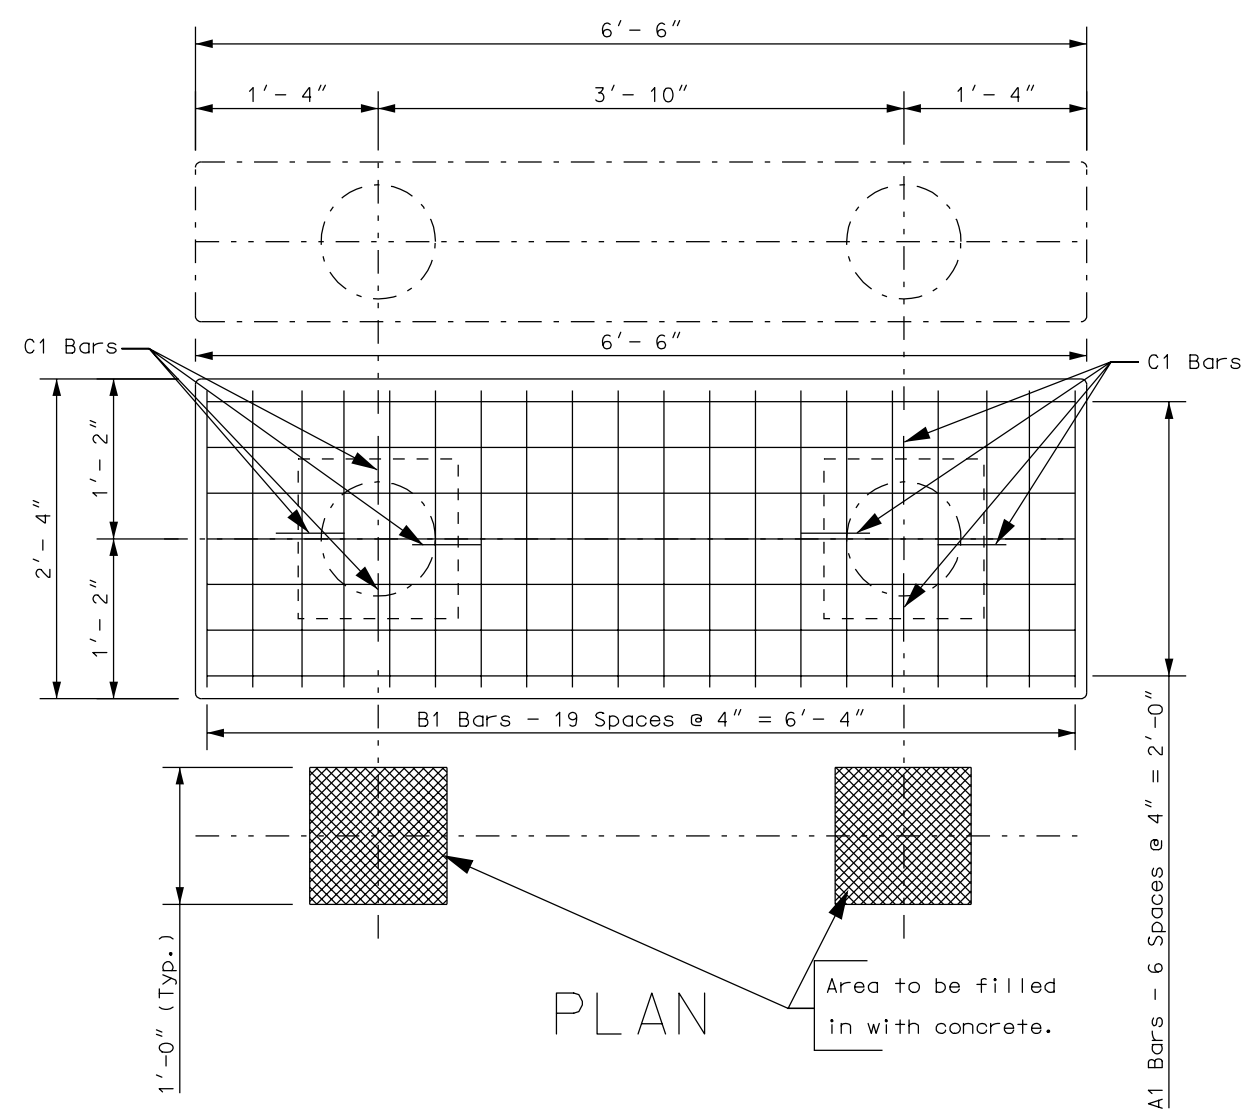 6'- 6"
1'- 4"
3'- 10"
1'- 4"
6'- 6"
C1 Bars
C1 Bars
1'- 2"
2'- 4"
1'- 2"
B1 Bars - 19 Spaces @ 4" = 6'- 4"
A1 Bars - 6 Spaces @ 4" = 2'-0"
1'-0" (Typ.)
Area to be filled
in with concrete.
PLAN